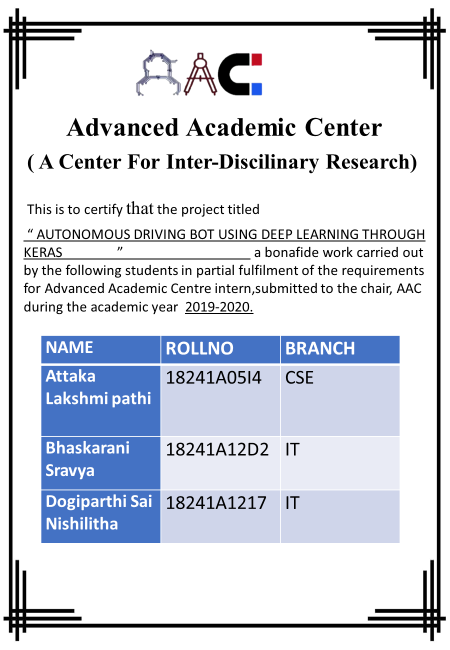 AAC
Advanced Academic Center
( A Center For Inter-Discilinary Research)
This is to certify that the project titled
“ AUTONOMOUS DRIVING BOT USING DEEP LEARNING THROUGH
KERAS ” a bonafide work carried out
by the following students in partial fulfilment of the requirements
for Advanced Academic Centre intern,submitted to the chair, AAC
during the academic year 2019-2020.
NAME ROLLNO BRANCH
Attaka 18241A05I4 CSE
Lakshmi pathi
Bhaskarani 18241A12D2 IT
Sravya
Dogiparthi Sai 18241A1217 IT
Nishilitha